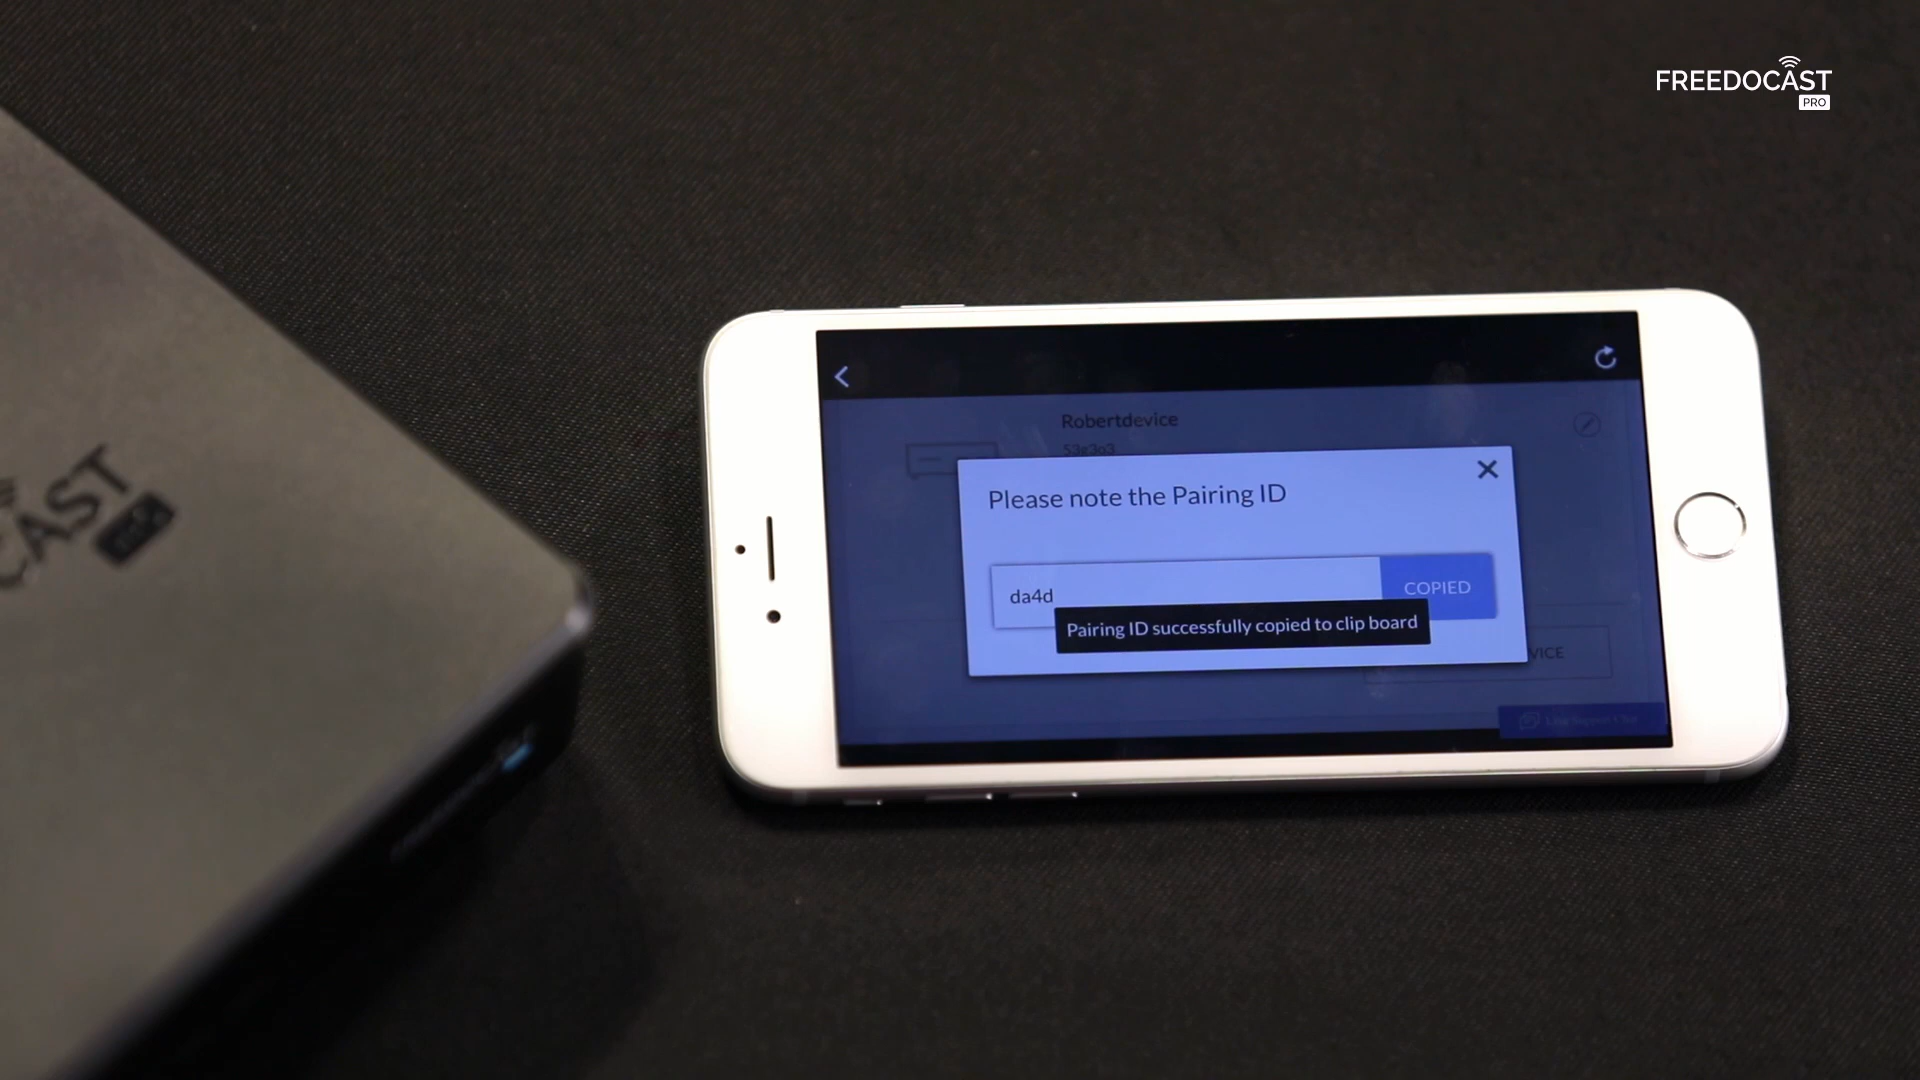 FREEDOCAST
PRO
Robertdevice
Please note the Pairing ID
da4d
COPIED
Pairing ID successfully copied to clip board
CAST